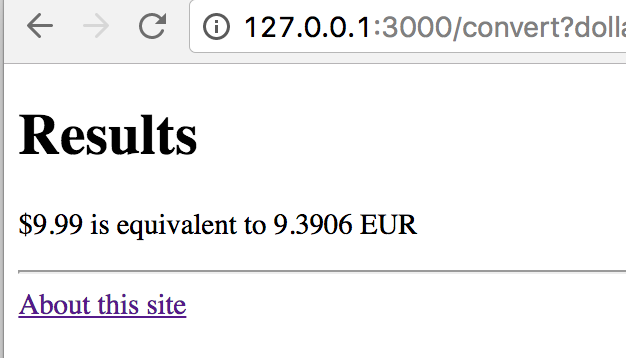 127.0.0.1:3000/convert?dolla
Results
$9.99 is equivalent to 9.3906 EUR
About this site